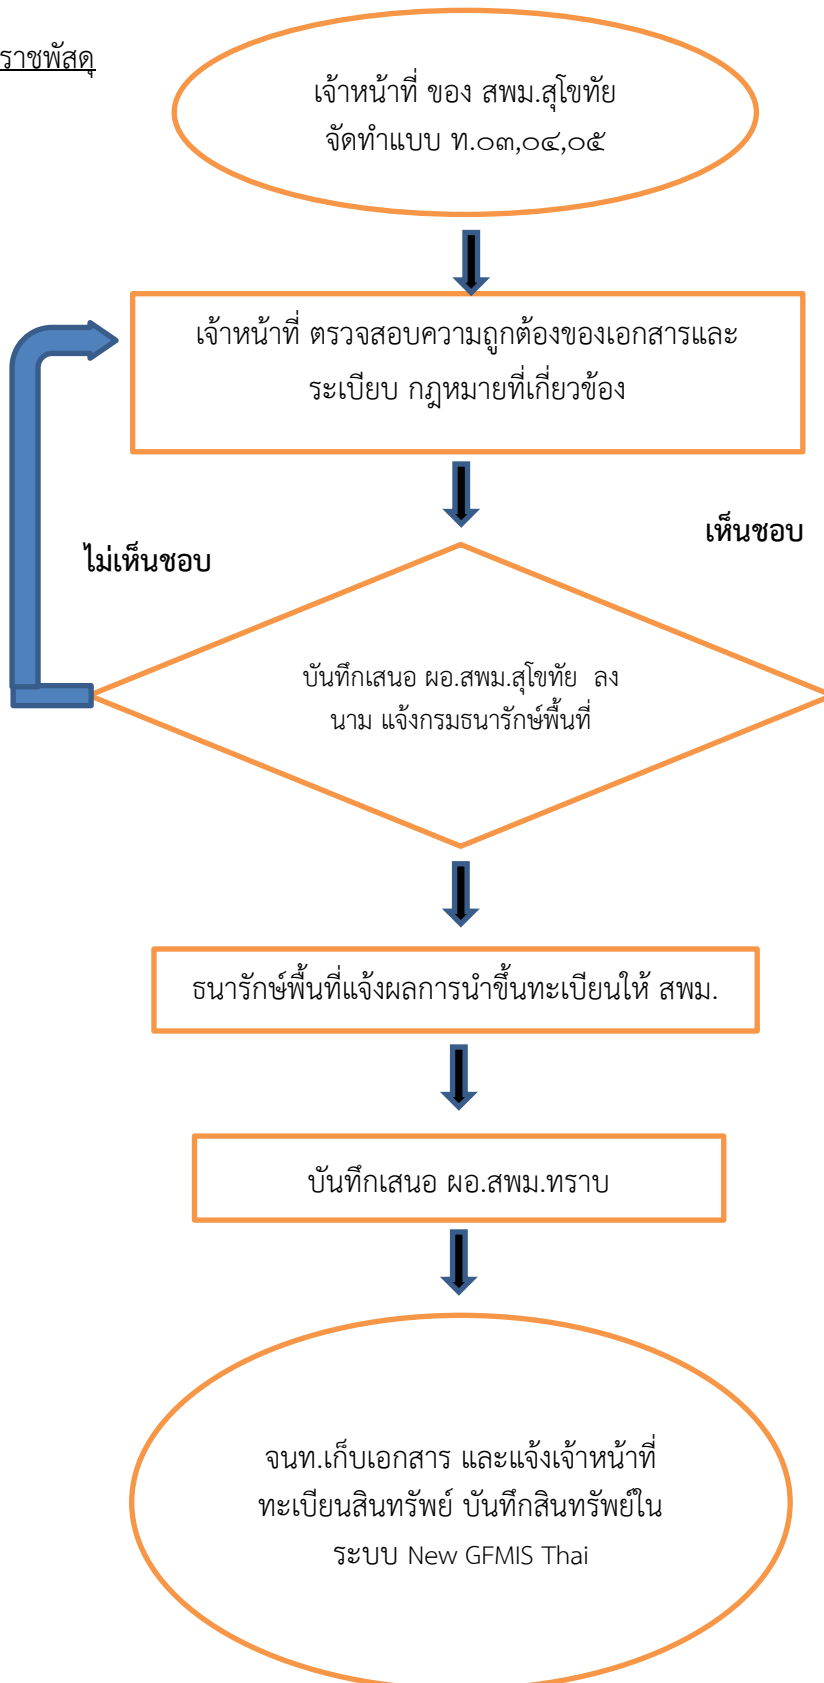 ราชพัสดุ
เจ้าหน้าที่ ของ สพม.สุโขทัย
จัดทำแบบ ท.๐๓,๐๔,๐๕
เจ้าหน้าที่ ตรวจสอบความถูกต้องของเอกสารและ
ระเบียบ กฎหมายที่เกี่ยวข้อง
เห็นชอบ
ไม่เห็นชอบ
บันทึกเสนอ ผอ.สพม.สุโขทัย ลง
นาม แจ้งกรมธนารักษ์พื้นที่
ธนารักษ์พื้นที่แจ้งผลการนำขึ้นทะเบียนให้ สพม.
บันทึกเสนอ ผอ.สพม.ทราบ
จนท.เก็บเอกสาร และแจ้งเจ้าหน้าที่
ทะเบียนสินทรัพย์ บันทึกสินทรัพย์ใน
ระบบ New GFMIS Thai